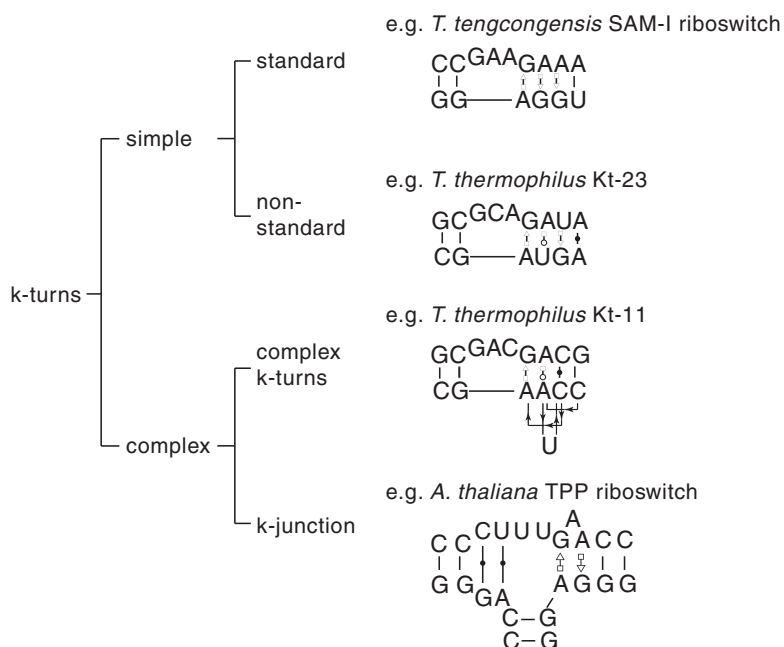 e.g. T. tengcongensis SAM-I riboswitch
standard
CCGAAGAAA
GG AGGU
simple
e.g. T. thermophilus Kt-23
non-
standard
GCGCAGAUA
CG AUGA
k-turns
e.g. T. thermophilus Kt-11
complex
k-turns
GCGACGACG
CG AACC
U
complex
e.g. A. thaliana TPP riboswitch
k-junction
A
CCCUUUGACC
GGGA AGGG
C–G
CG